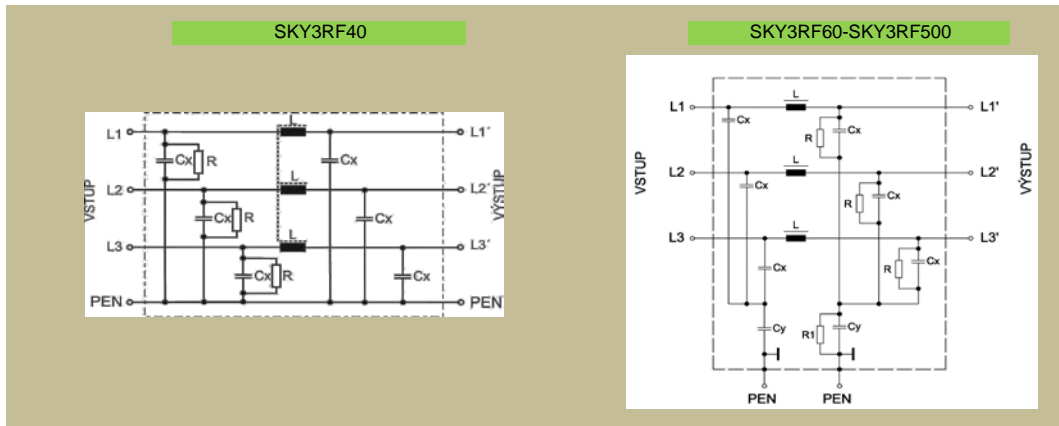 SKY3RF40
SKY3RF60-SKY3RF500
L1
L
L1´
Cx R
Cx
L2
L
L2´
Cx R
Cx
L3
L
L3´
Cx R
Cx
PEN
PEN
VSTUP
VÝSTUP
L1
L
L1'
Cx
R
Cx
L2
L
L2'
Cx
R
Cx
L3
L
L3'
Cx
R
Cx
Cy
R1
Cy
PEN
PEN
VSTUP
VÝSTUP